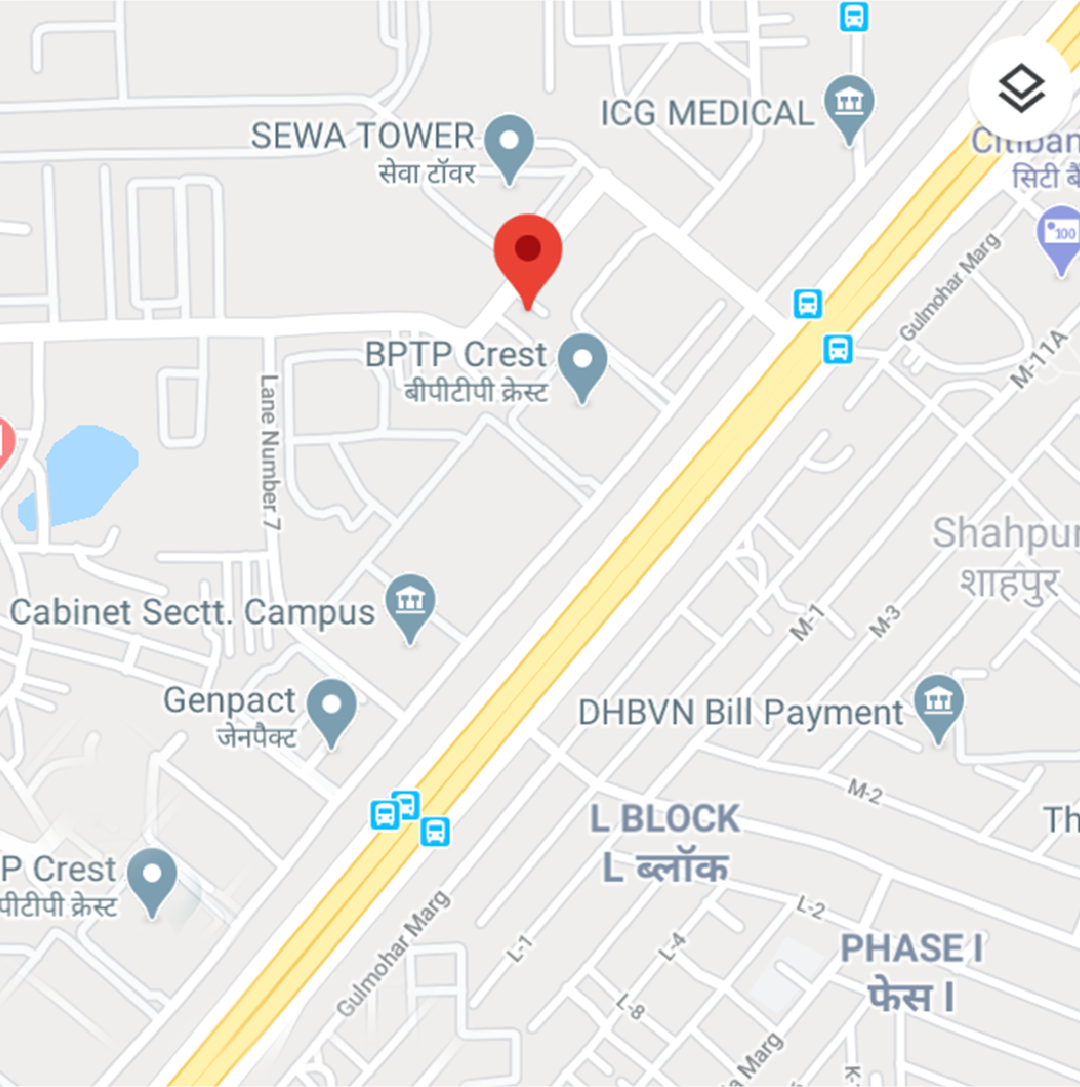 ICG MEDICAL
SEWA TOWER
सेवा टॉवर
सिटी बैं
100
Gulmohar Marg
M-11A
BPTP Crest
बीपीटीपी क्रेस्ट
Lane Number 7
Shahpur
शाहपुर
Cabinet Sectt. Campus
M-1
M-3
Genpact
जेनपैक्ट
DHBVN Bill Payment
M-2
L BLOCK
L ब्लॉक
Th
P Crest
पीटीपी क्रेस्ट
L-2
Gulmohar Marg
L-1
L-4
PHASE I
फेस I
L-8
a Marg
K-